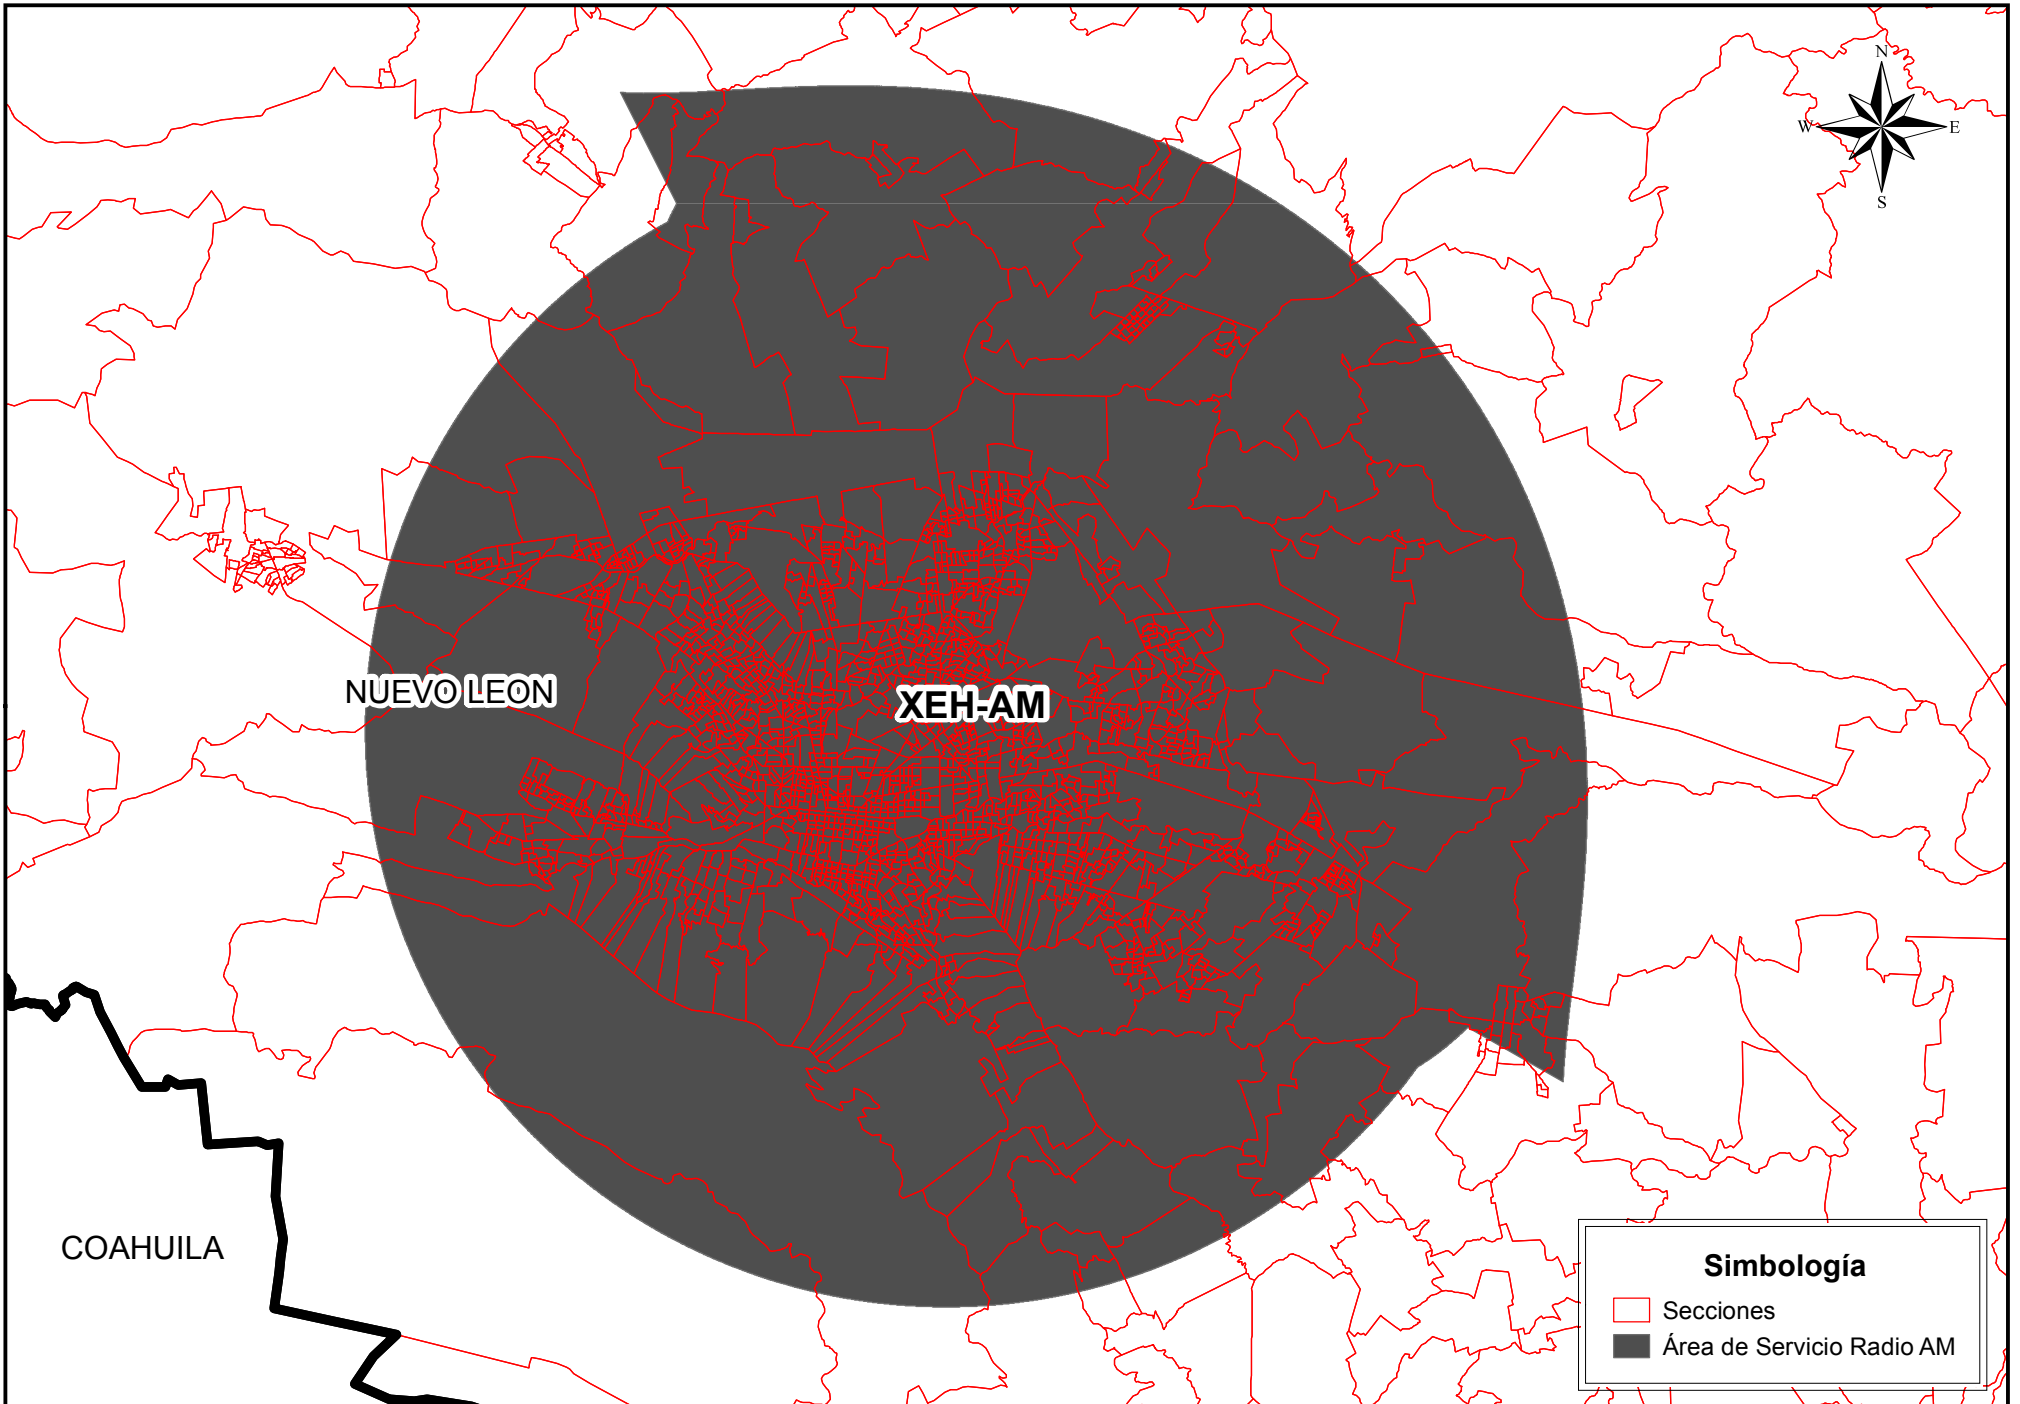 N
W E
S
NUEVO LEON
XEH-AM
COAHUILA
Simbología
Secciones
Área de Servicio Radio AM